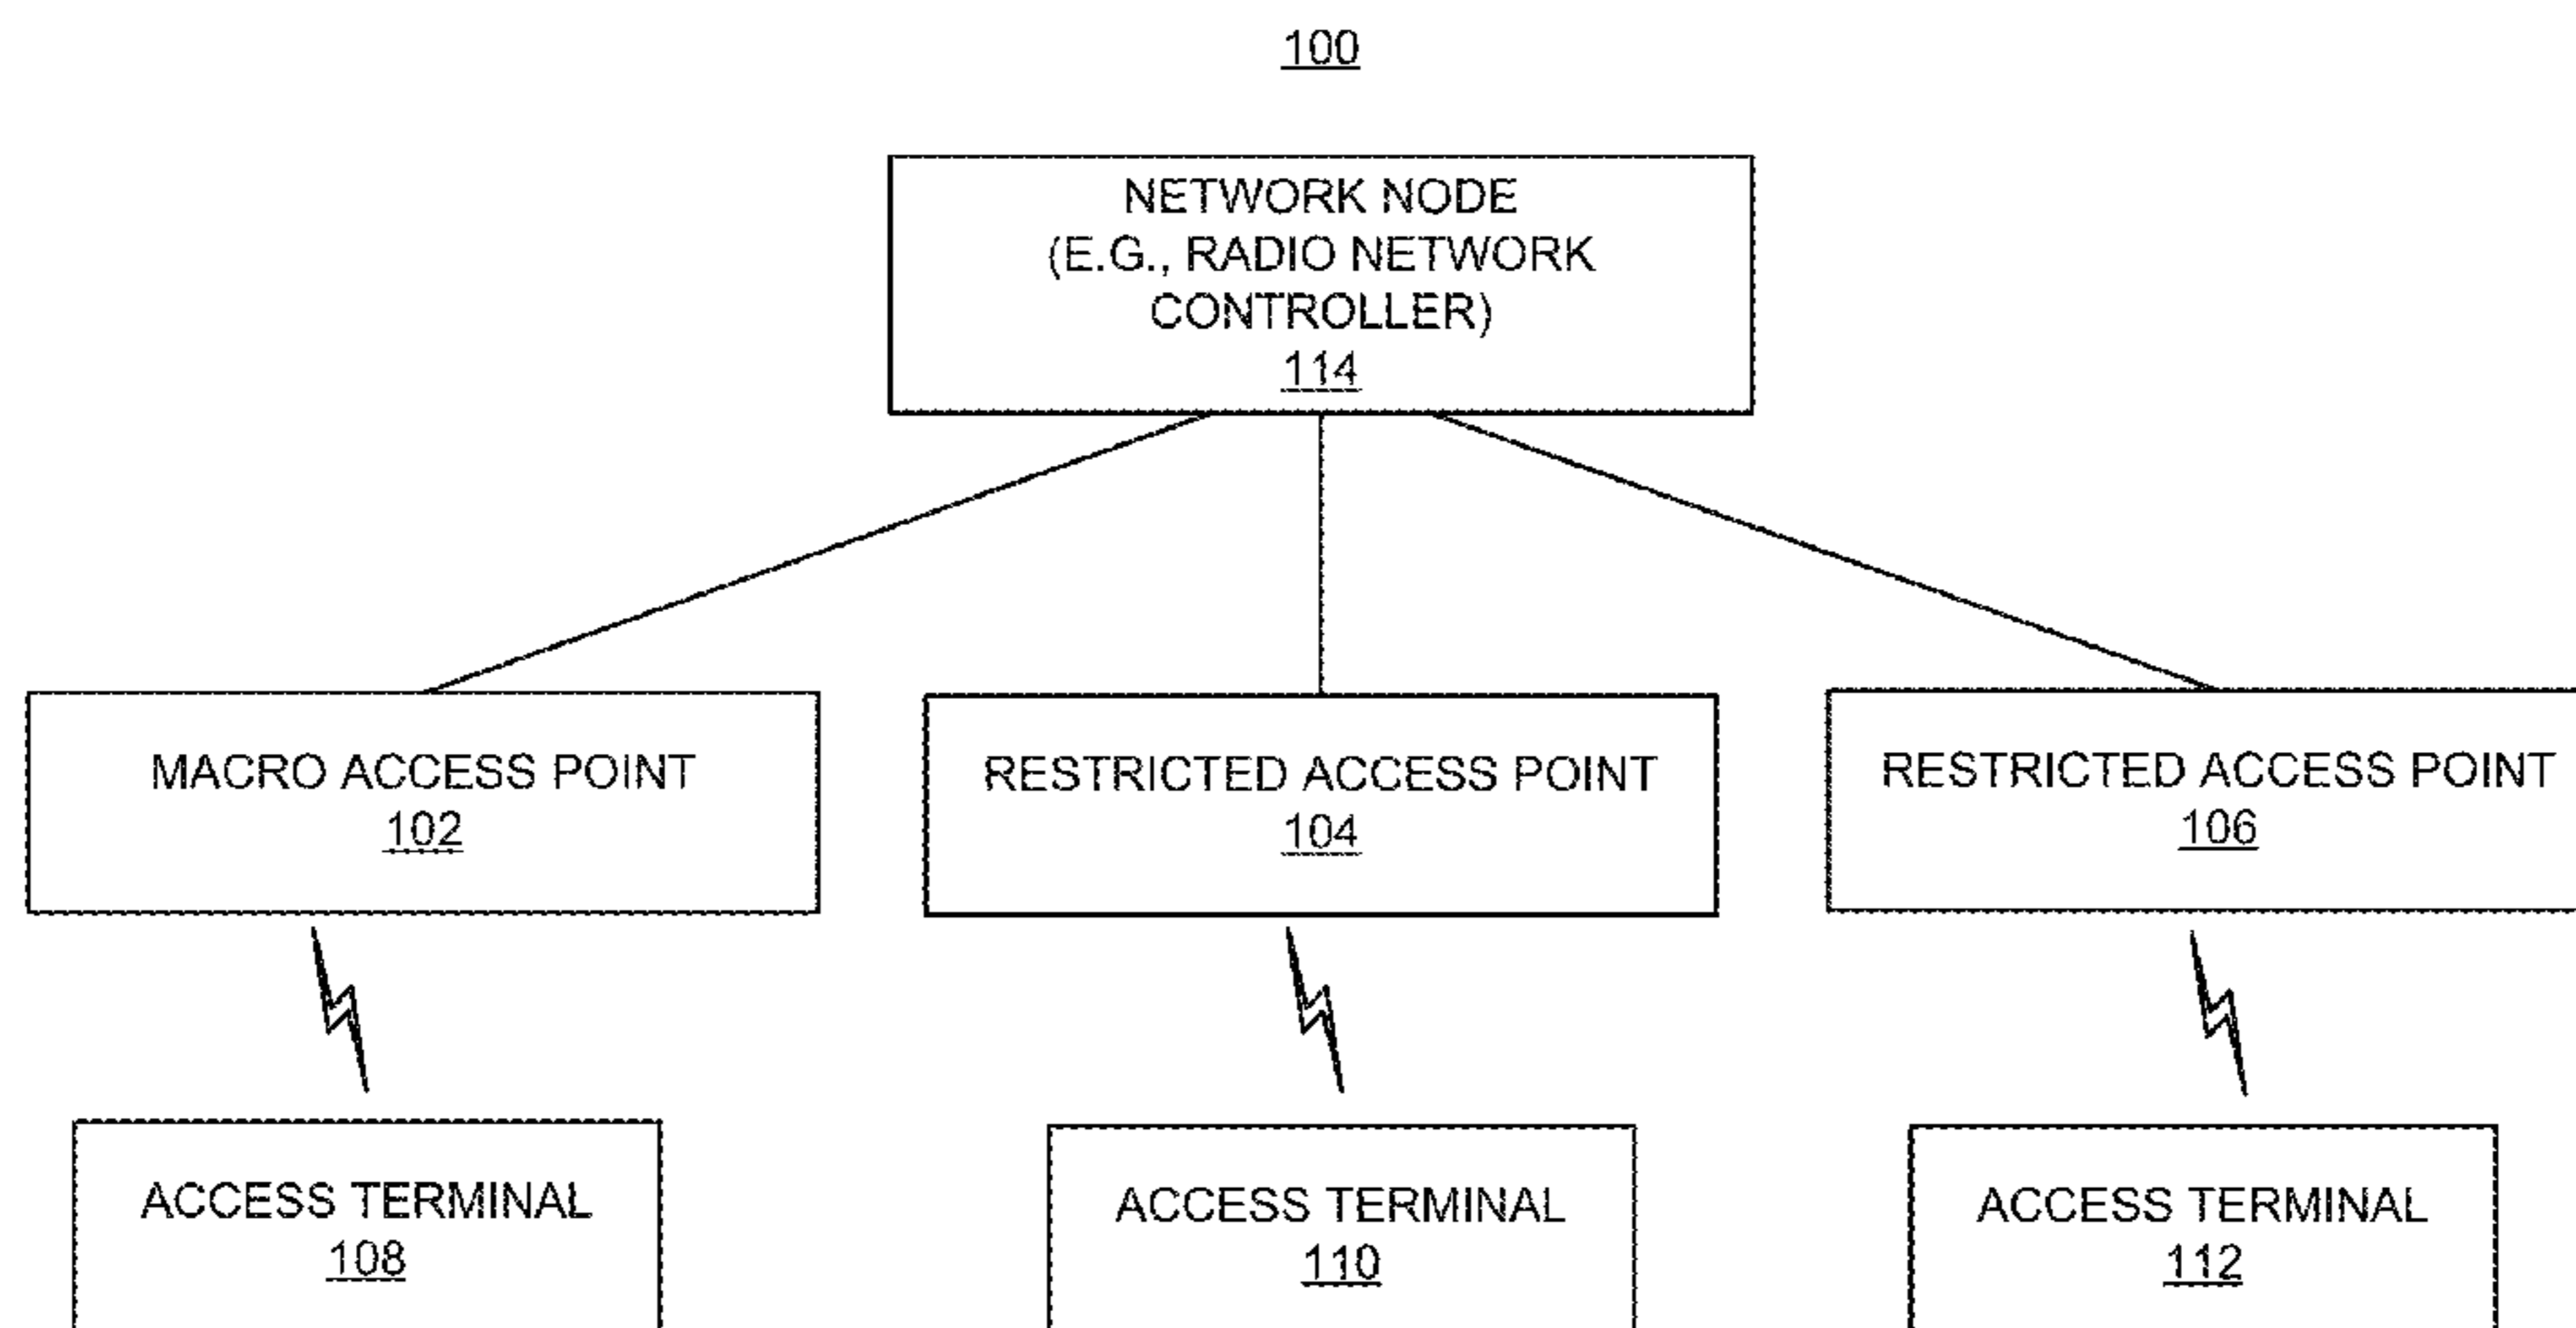 100
NETWORK NODE
(E.G., RADIO NETWORK
CONTROLLER)
114
MACRO ACCESS POINT
102
RESTRICTED ACCESS POINT
104
RESTRICTED ACCESS POINT
106
ACCESS TERMINAL
108
ACCESS TERMINAL
110
ACCESS TERMINAL
112